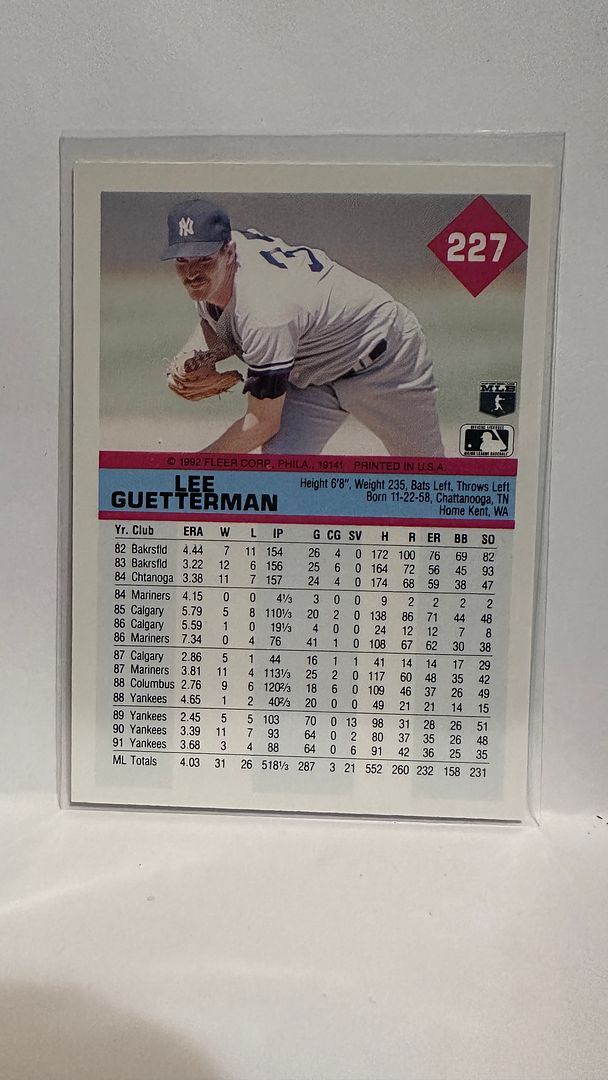 NY
3
227
MLB
OFFICIAL LICENSEE
MAJOR LEAGUE BASEBALL
© 1992 FLEER CORP., PHILA., 19141 PRINTED IN U.S.A.
LEE
GUETTERMAN
Height 6'8", Weight 235, Bats Left, Throws Left
Born 11-22-58, Chattanooga, TN
Home Kent, WA
Yr. Club ERA W L IP G CG SV H R ER BB SO
82 Bakrsfld 4.44 7 11 154 26 4 0 172 100 76 69 82
83 Bakrsfld 3.22 12 6 156 25 6 0 164 72 56 45 93
84 Chtanoga 3.38 11 7 157 24 4 0 174 68 59 38 47
84 Mariners 4.15 0 0 4⅓ 3 0 0 9 2 2 2 2
85 Calgary 5.79 5 8 110⅓ 20 2 0 138 86 71 44 48
86 Calgary 5.59 1 0 19⅓ 4 0 0 24 12 12 7 8
86 Mariners 7.34 0 4 76 41 1 0 108 67 62 30 38
87 Calgary 2.86 5 1 44 16 1 1 41 14 14 17 29
87 Mariners 3.81 11 4 113⅓ 25 2 0 117 60 48 35 42
88 Columbus 2.76 9 6 120⅔ 18 6 0 109 46 37 26 49
88 Yankees 4.65 1 2 40⅔ 20 0 0 49 21 21 14 15
89 Yankees 2.45 5 5 103 70 0 13 98 31 28 26 51
90 Yankees 3.39 11 7 93 64 0 2 80 37 35 26 48
91 Yankees 3.68 3 4 88 64 0 6 91 42 36 25 35
ML Totals 4.03 31 26 518⅓ 287 3 21 552 260 232 158 231